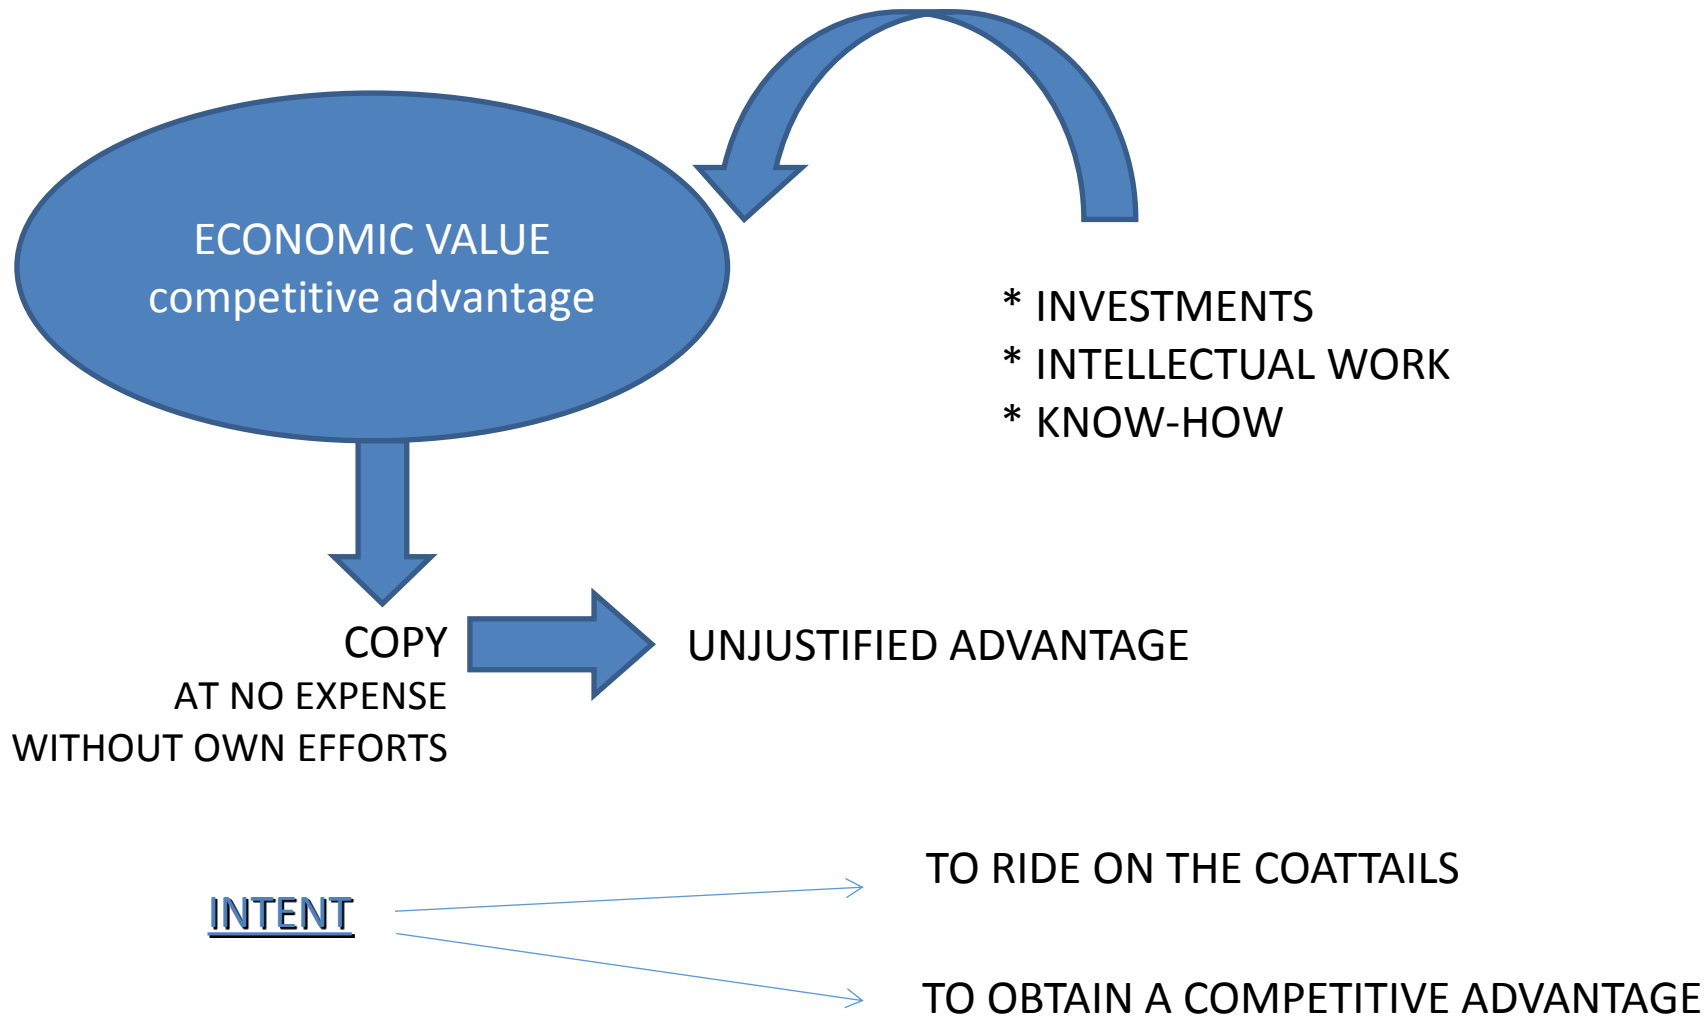 ECONOMIC VALUE
competitive advantage
* INVESTMENTS
* INTELLECTUAL WORK
* KNOW-HOW
COPY
AT NO EXPENSE
WITHOUT OWN EFFORTS
UNJUSTIFIED ADVANTAGE
INTENT
TO RIDE ON THE COATTAILS
TO OBTAIN A COMPETITIVE ADVANTAGE